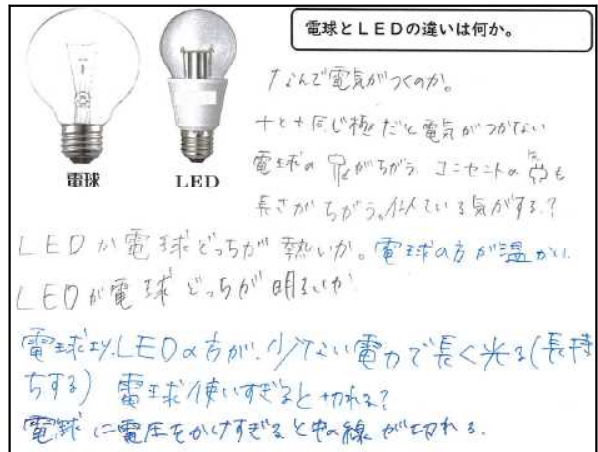 電球とLEDの違いは何か。
なんで電気がつくのか。
+と+同じ極だと電気がつかない
電球の がちがう、コンセントの も
長さがちがう。似ている気がする?
電球
LED
LEDか電球どっちが熱いか。電球の方が温かい
LEDか電球どっちが明るいか
電球より、LEDの方が、少ない電力で長く光る(長持
ちする) 電球使いすぎると切れる?
電球に電圧をかけすぎると中の線が切れる。